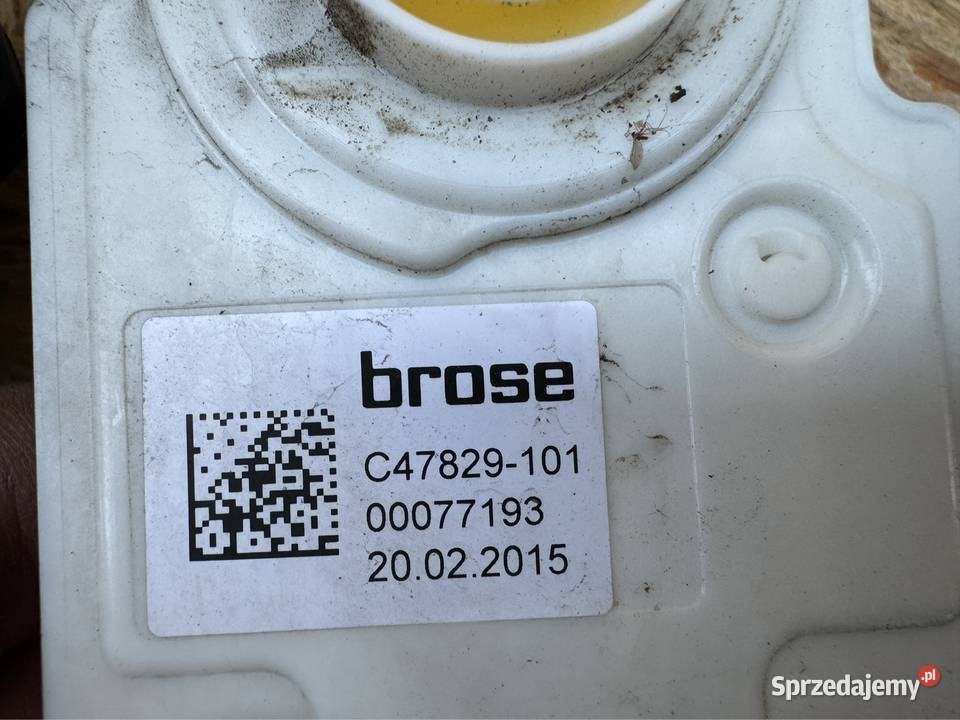 brose
C47829-101
00077193
20.02.2015
Sprzedajemy.pl